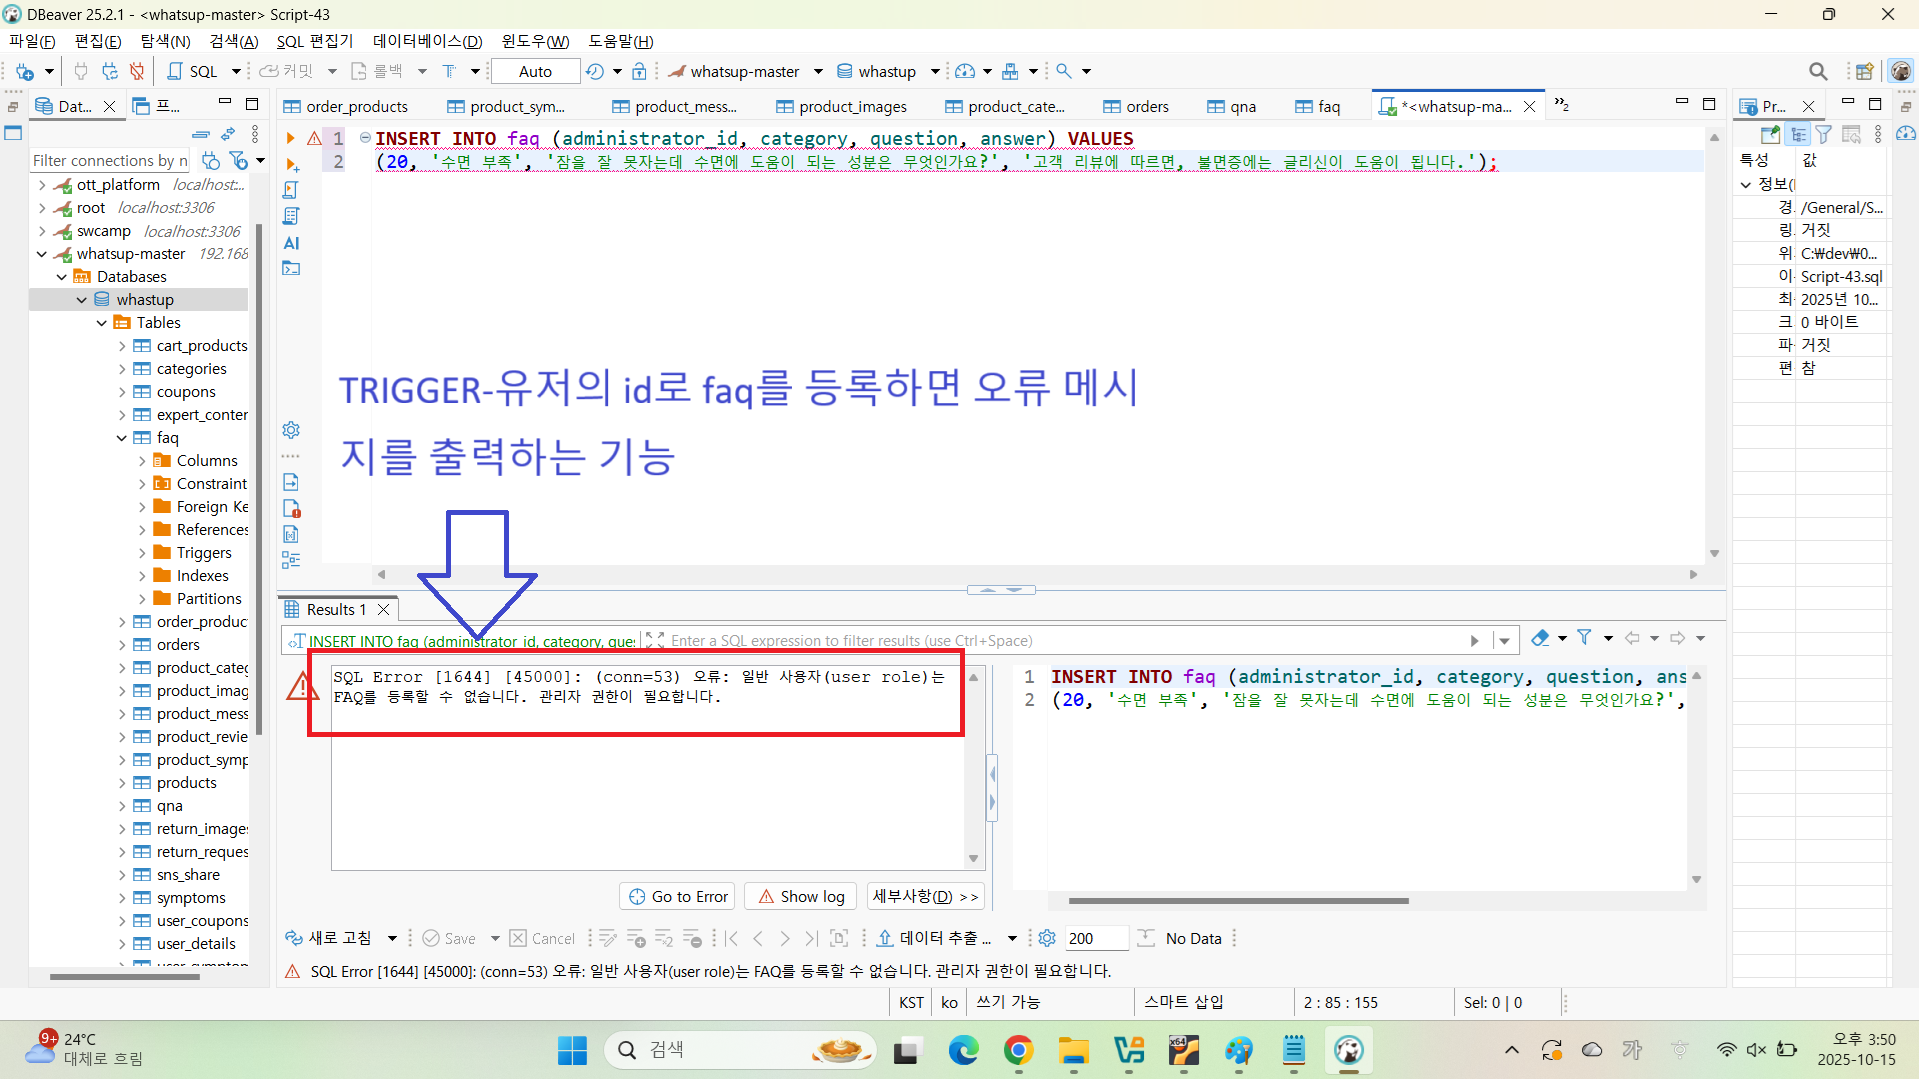 DBeaver 25.2.1 - <whatsup-master> Script-43
파일(F) 편집(E) 탐색(N) 검색(A) SQL 편집기 데이터베이스(D) 윈도우(W) 도움말(H)
SQL 커밋 롤백 T Auto whatsup-master whastup
Dat... 프... order_products product_sym... product_mess... product_images product_cate... orders qna faq *<whatsup-ma... »2 Pr...
Filter connections by n
ott_platform localhost:...
root localhost:3306
swcamp localhost:3306
whatsup-master 192.168
Databases
whastup
Tables
cart_products
categories
coupons
expert_conter
faq
Columns
Constraint
Foreign Ke
References
Triggers
Indexes
Partitions
order_produc
orders
product_categ
product_imag
product_mess
product_revie
product_symp
products
qna
return_images
return_reques
sns_share
symptoms
user_coupons
user_details
1 INSERT INTO faq (administrator_id, category, question, answer) VALUES
2 (20, '수면 부족', '잠을 잘 못자는데 수면에 도움이 되는 성분은 무엇인가요?', '고객 리뷰에 따르면, 불면증에는 글리신이 도움이 됩니다.');
AI
TRIGGER-유저의 id로 faq를 등록하면 오류 메시
지를 출력하는 기능
Results 1
INSERT INTO faq (administrator_id, category, que: Enter a SQL expression to filter results (use Ctrl+Space)
SQL Error [1644] [45000]: (conn=53) 오류: 일반 사용자(user role)는
FAQ를 등록할 수 없습니다. 관리자 권한이 필요합니다.
1 INSERT INTO faq (administrator_id, category, question, ans
2 (20, '수면 부족', '잠을 잘 못자는데 수면에 도움이 되는 성분은 무엇인가요?',
Go to Error Show log 세부사항(D) >>
새로 고침 Save Cancel 데이터 추출 ... 200 No Data
SQL Error [1644] [45000]: (conn=53) 오류: 일반 사용자(user role)는 FAQ를 등록할 수 없습니다. 관리자 권한이 필요합니다.
KST ko 쓰기 가능 스마트 삽입 2 : 85 : 155 Sel: 0 | 0
특성 값
정보(
경 /General/S...
링 거짓
위 C:₩dev₩0...
이 Script-43.sql
최 2025년 10...
크 0 바이트
파 거짓
편 참
9+ 24°C
대체로 흐림
검색
x64
가
오후 3:50
2025-10-15